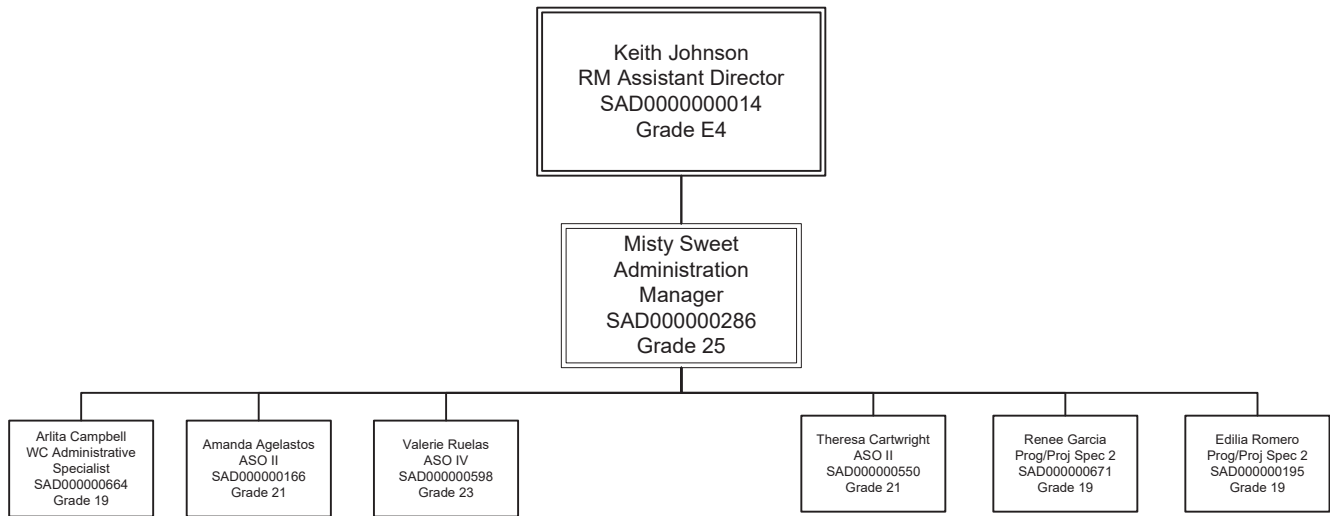 Keith Johnson
RM Assistant Director
SAD0000000014
Grade E4
Misty Sweet
Administration
Manager
SAD000000286
Grade 25
Arlita Campbell
WC Administrative
Specialist
SAD000000664
Grade 19
Amanda Agelastos
ASO II
SAD000000166
Grade 21
Valerie Ruelas
ASO IV
SAD000000598
Grade 23
Theresa Cartwright
ASO II
SAD000000550
Grade 21
Renee Garcia
Prog/Proj Spec 2
SAD000000671
Grade 19
Edilia Romero
Prog/Proj Spec 2
SAD000000195
Grade 19